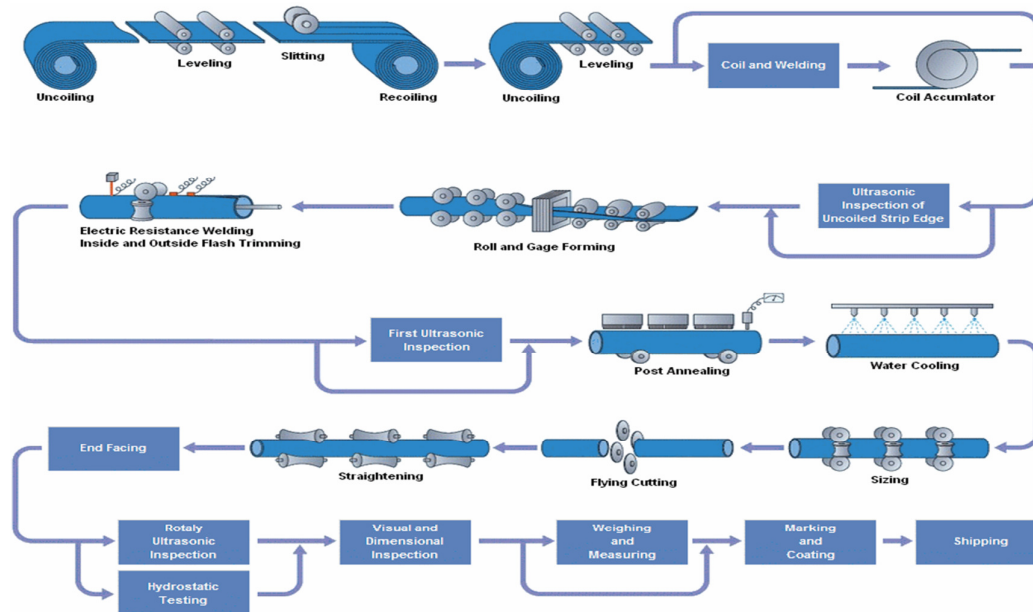 Leveling
Slitting
Uncoiling
Recoiling
Leveling
Uncoiling
Coil and Welding
Coil Accumlator
Electric Resistance Welding
Inside and Outside Flash Trimming
Roll and Gage Forming
Ultrasonic
Inspection of
Uncoiled Strip Edge
First Ultrasonic
Inspection
Post Annealing
Water Cooling
End Facing
Straightening
Flying Cutting
Sizing
Rotaly
Ultrasonic
Inspection
Visual and
Dimensional
Inspection
Weighing
and
Measuring
Marking
and
Coating
Shipping
Hydrostatic
Testing